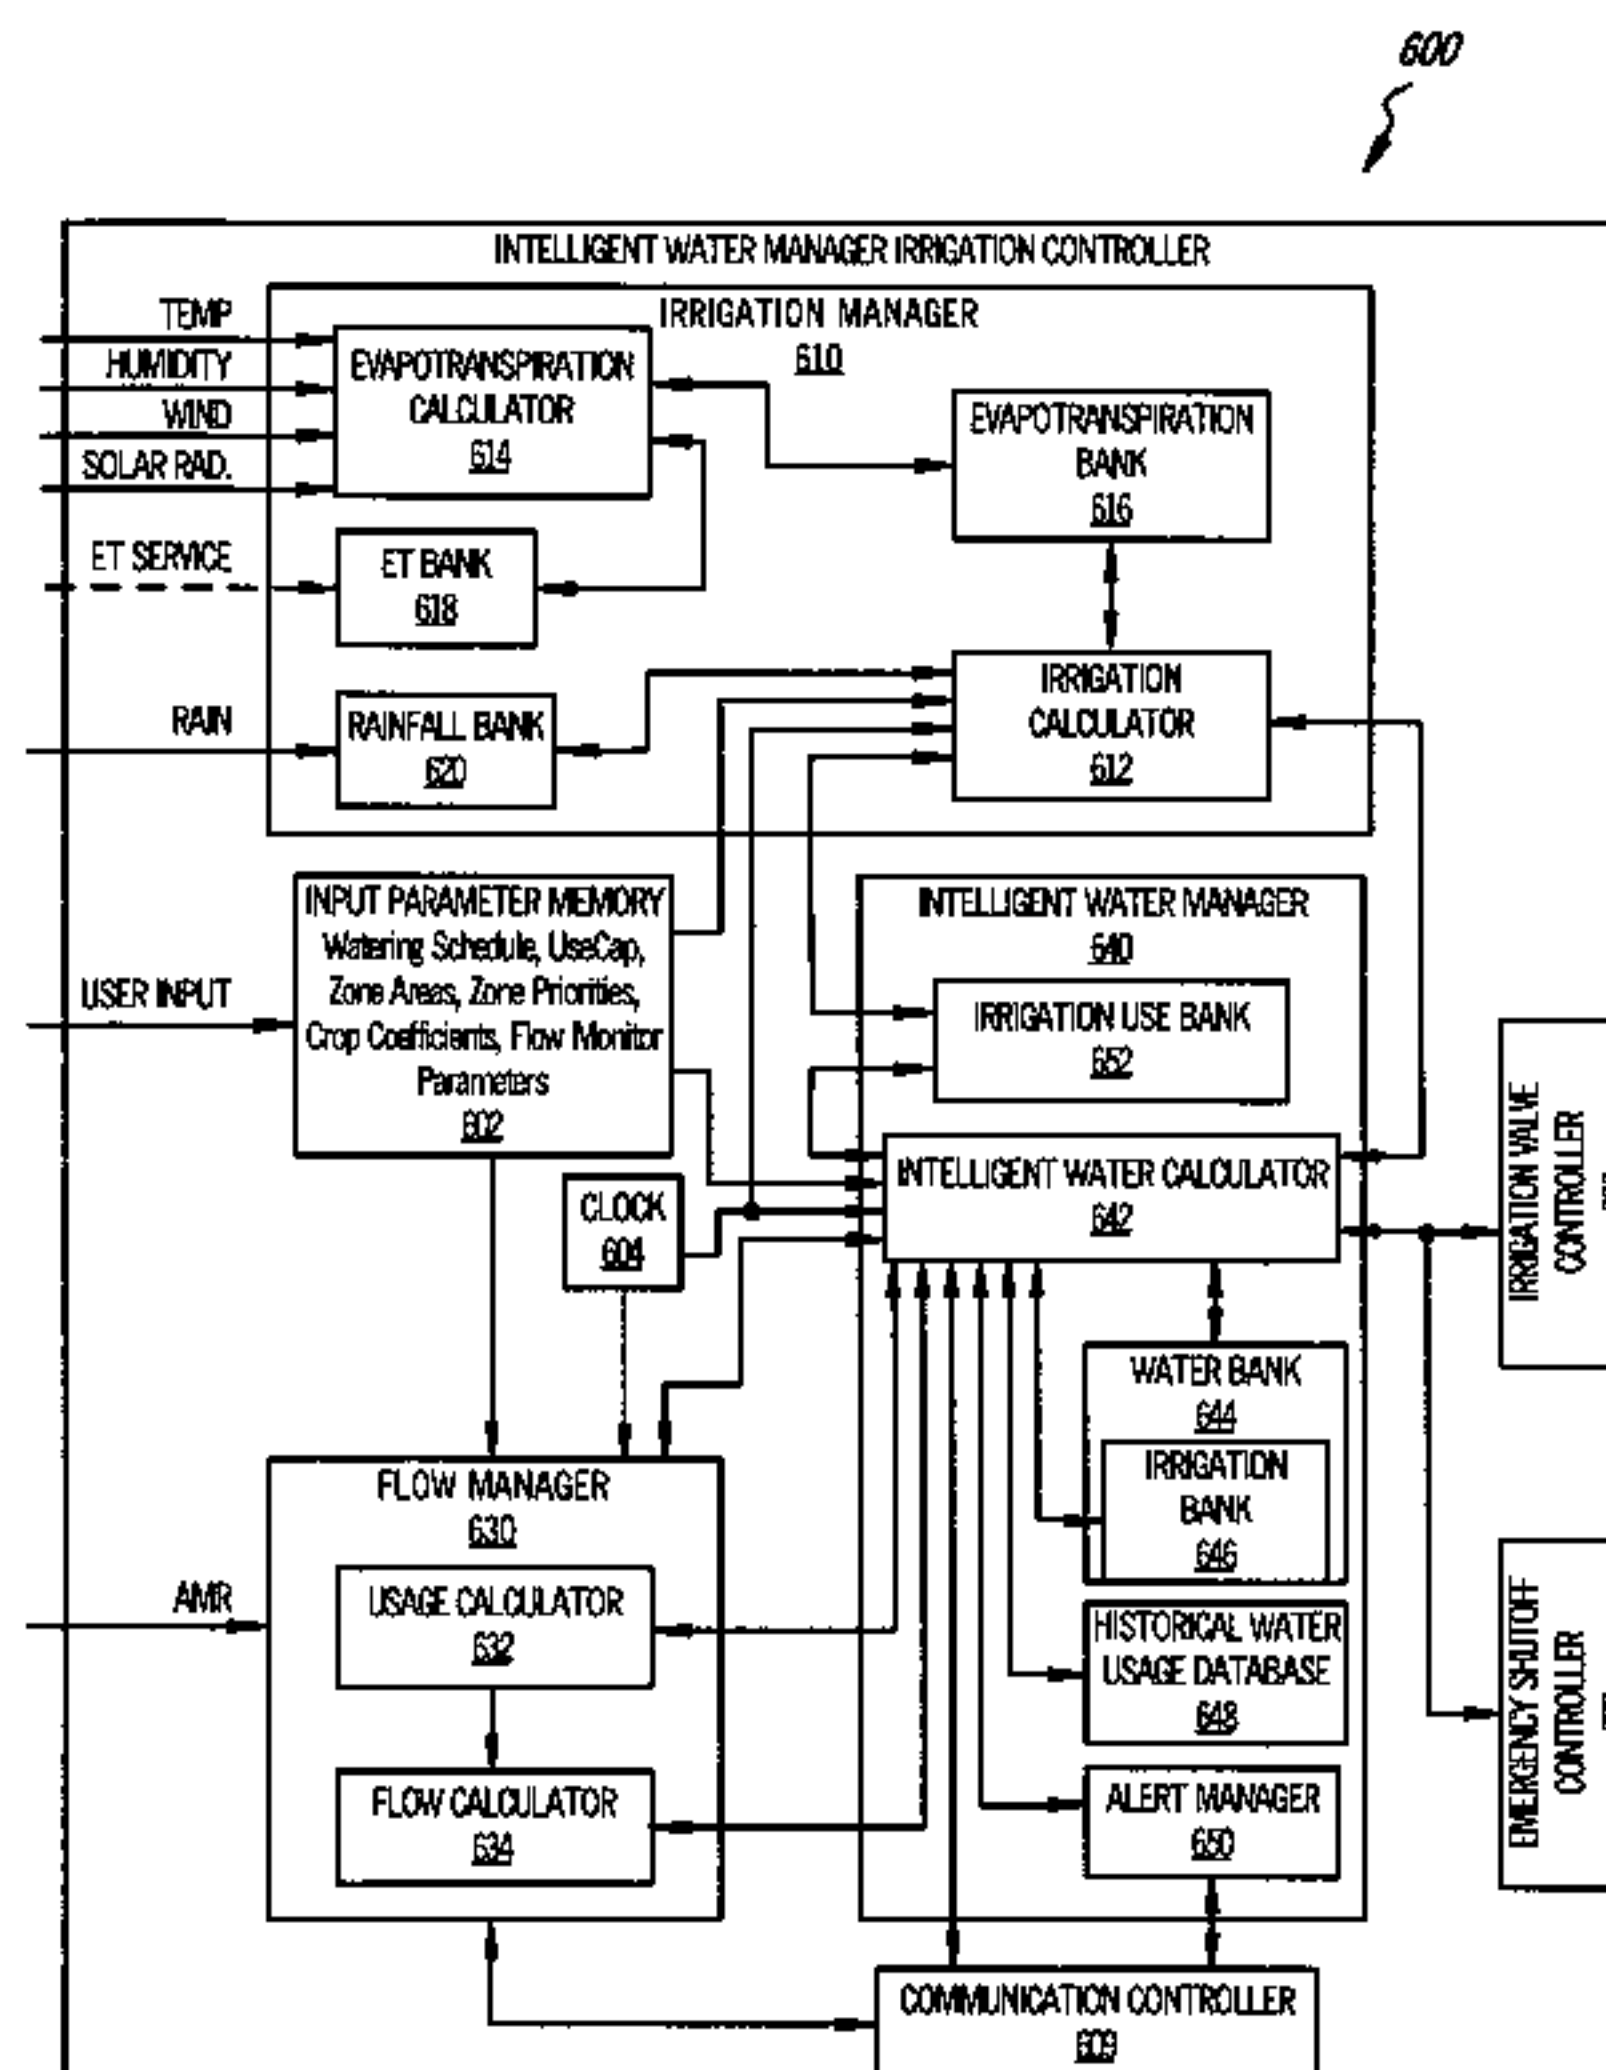 600
INTELLIGENT WATER MANAGER IRRIGATION CONTROLLER
IRRIGATION MANAGER
610
TEMP
HUMIDITY
WIND
SOLAR RAD.
EVAPOTRANSPIRATION
CALCULATOR
614
EVAPOTRANSPIRATION
BANK
616
ET SERVICE
ET BANK
618
RAIN
RAINFALL BANK
620
IRRIGATION
CALCULATOR
612
USER INPUT
INPUT PARAMETER MEMORY
Watering Schedule, UseCap,
Zone Areas, Zone Priorities,
Crop Coefficients, Flow Monitor
Parameters
602
INTELLIGENT WATER MANAGER
640
IRRIGATION USE BANK
652
CLOCK
604
INTELLIGENT WATER CALCULATOR
642
IRRIGATION VALVE
CONTROLLER
WATER BANK
644
IRRIGATION
BANK
646
AMR
FLOW MANAGER
630
USAGE CALCULATOR
632
FLOW CALCULATOR
634
HISTORICAL WATER
USAGE DATABASE
648
ALERT MANAGER
650
EMERGENCY SHUTOFF
CONTROLLER
COMMUNICATION CONTROLLER
609